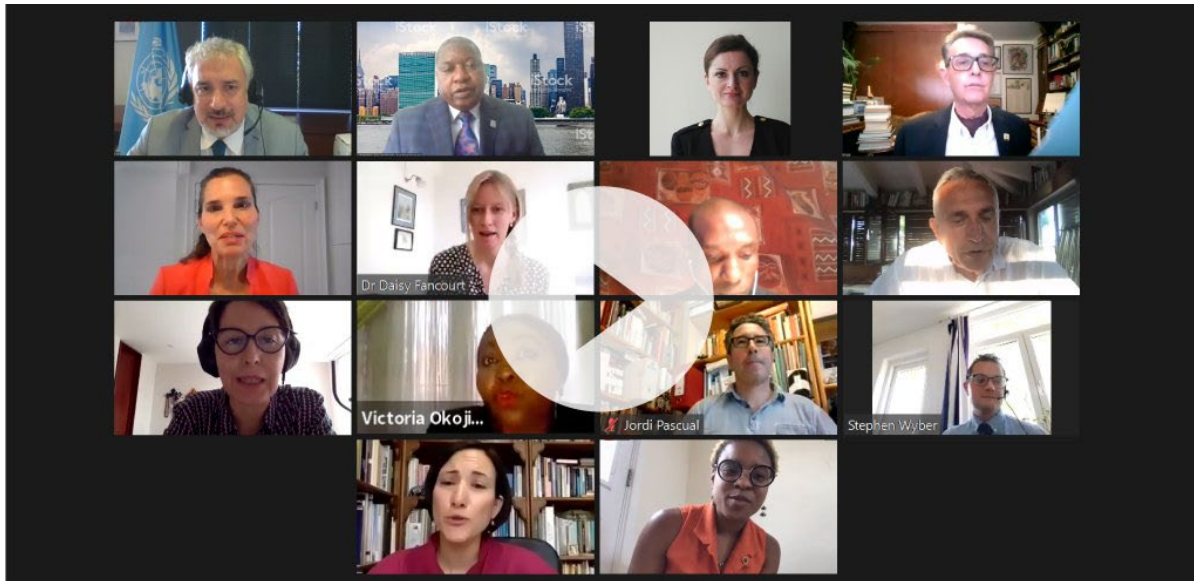 iStock
iStock
iStock
Dr Daisy Fancourt
Victoria Okoji...
Jordi Pascual
Stephen Wyber